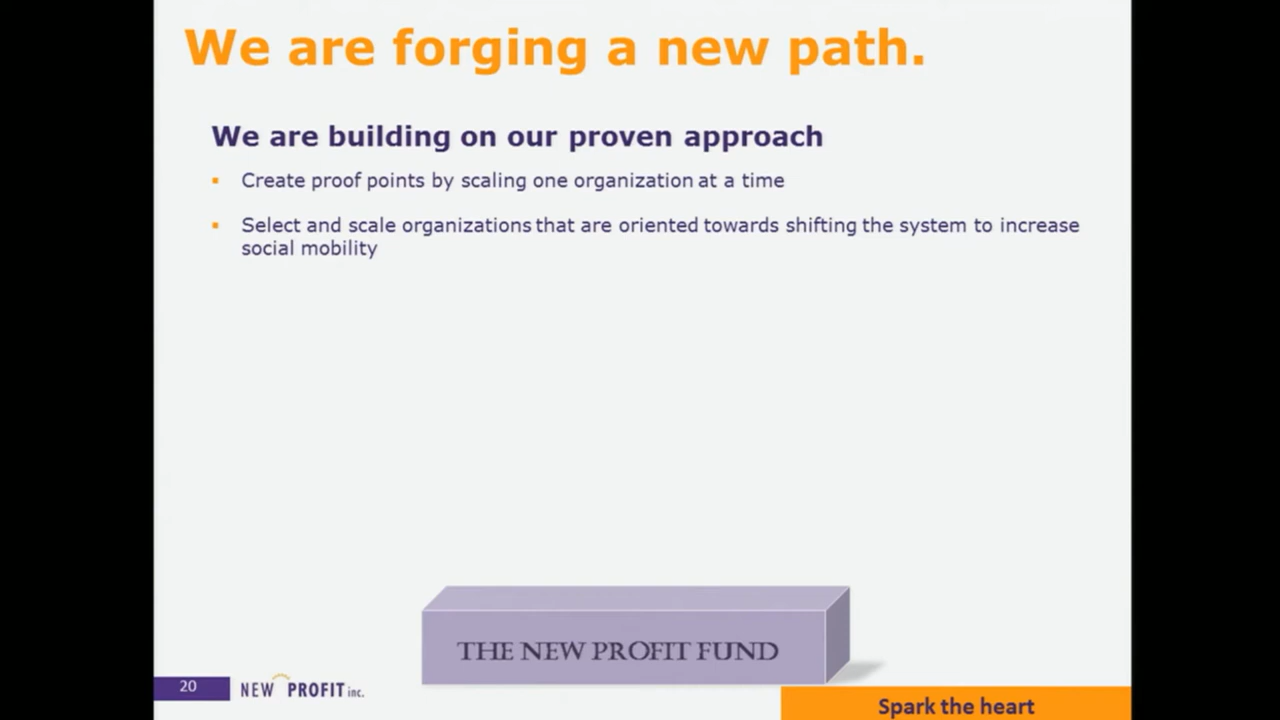 We are forging a new path.
We are building on our proven approach
▪ Create proof points by scaling one organization at a time
▪ Select and scale organizations that are oriented towards shifting the system to increase
social mobility
THE NEW PROFIT FUND
20
NEW PROFIT inc.
Spark the heart